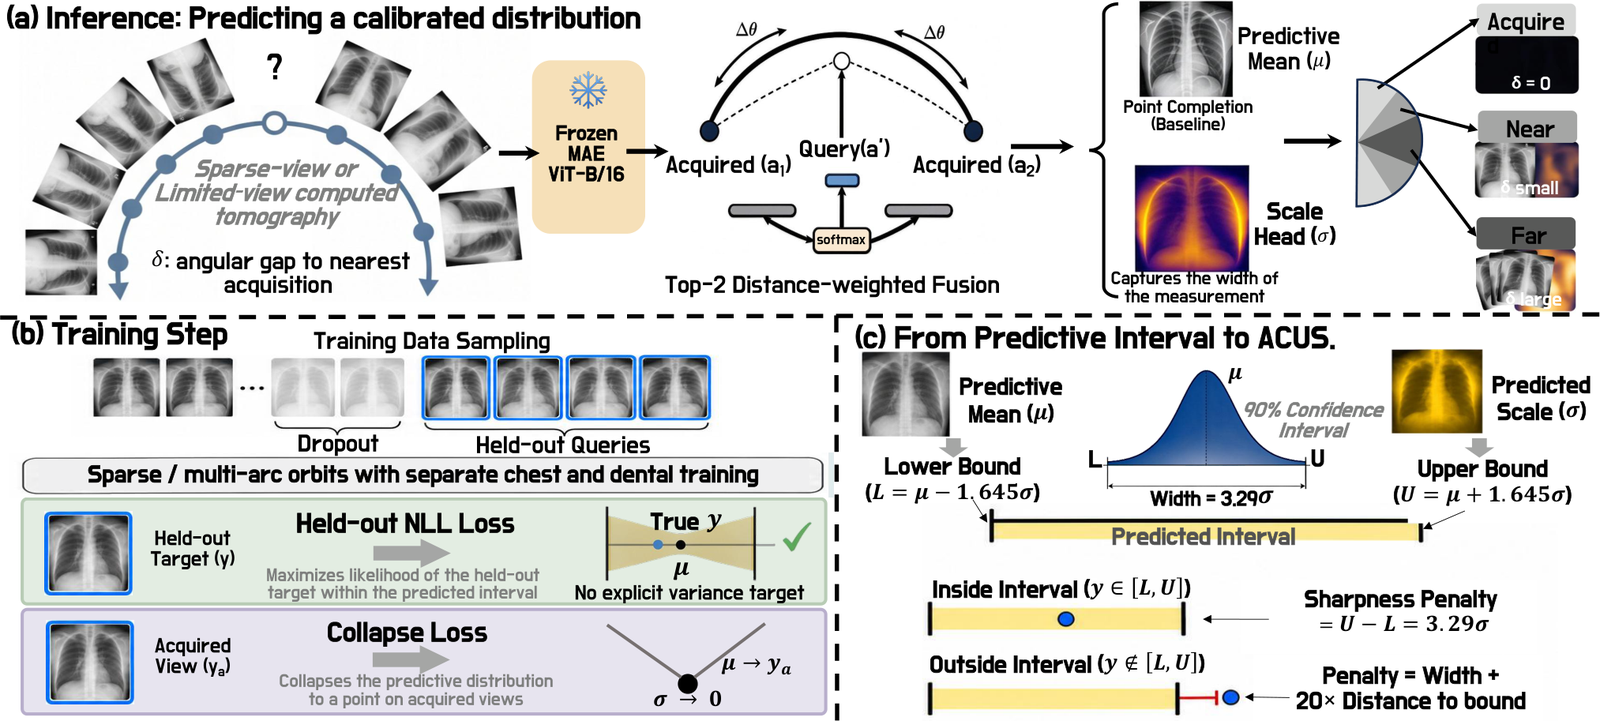 (a) Inference: Predicting a calibrated distribution
?
Sparse-view or
Limited-view computed
tomography
δ: angular gap to nearest
acquisition
Frozen
MAE
ViT-B/16
Δθ
Δθ
Acquired (a₁)
Query(a')
Acquired (a₂)
softmax
Top-2 Distance-weighted Fusion
Predictive
Mean (μ)
Point Completion
(Baseline)
Scale
Head (σ)
Captures the width of
the measurement
Acquire
δ = 0
Near
δ small
Far
δ large
(b) Training Step
Training Data Sampling
...
Dropout
Held-out Queries
Sparse / multi-arc orbits with separate chest and dental training
Held-out
Target (y)
Held-out NLL Loss
Maximizes likelihood of the held-out
target within the predicted interval
True y
μ
No explicit variance target
Acquired
View (yₐ)
Collapse Loss
Collapses the predictive distribution
to a point on acquired views
μ → yₐ
σ → 0
(c) From Predictive Interval to ACUS.
Predictive
Mean (μ)
μ
90% Confidence
Interval
L
U
Width = 3.29σ
Predicted
Scale (σ)
Lower Bound
(L = μ − 1.645σ)
Upper Bound
(U = μ + 1.645σ)
Predicted Interval
Inside Interval (y ∈ [L, U])
Sharpness Penalty
= U − L = 3.29σ
Outside Interval (y ∉ [L, U])
Penalty = Width +
20× Distance to bound